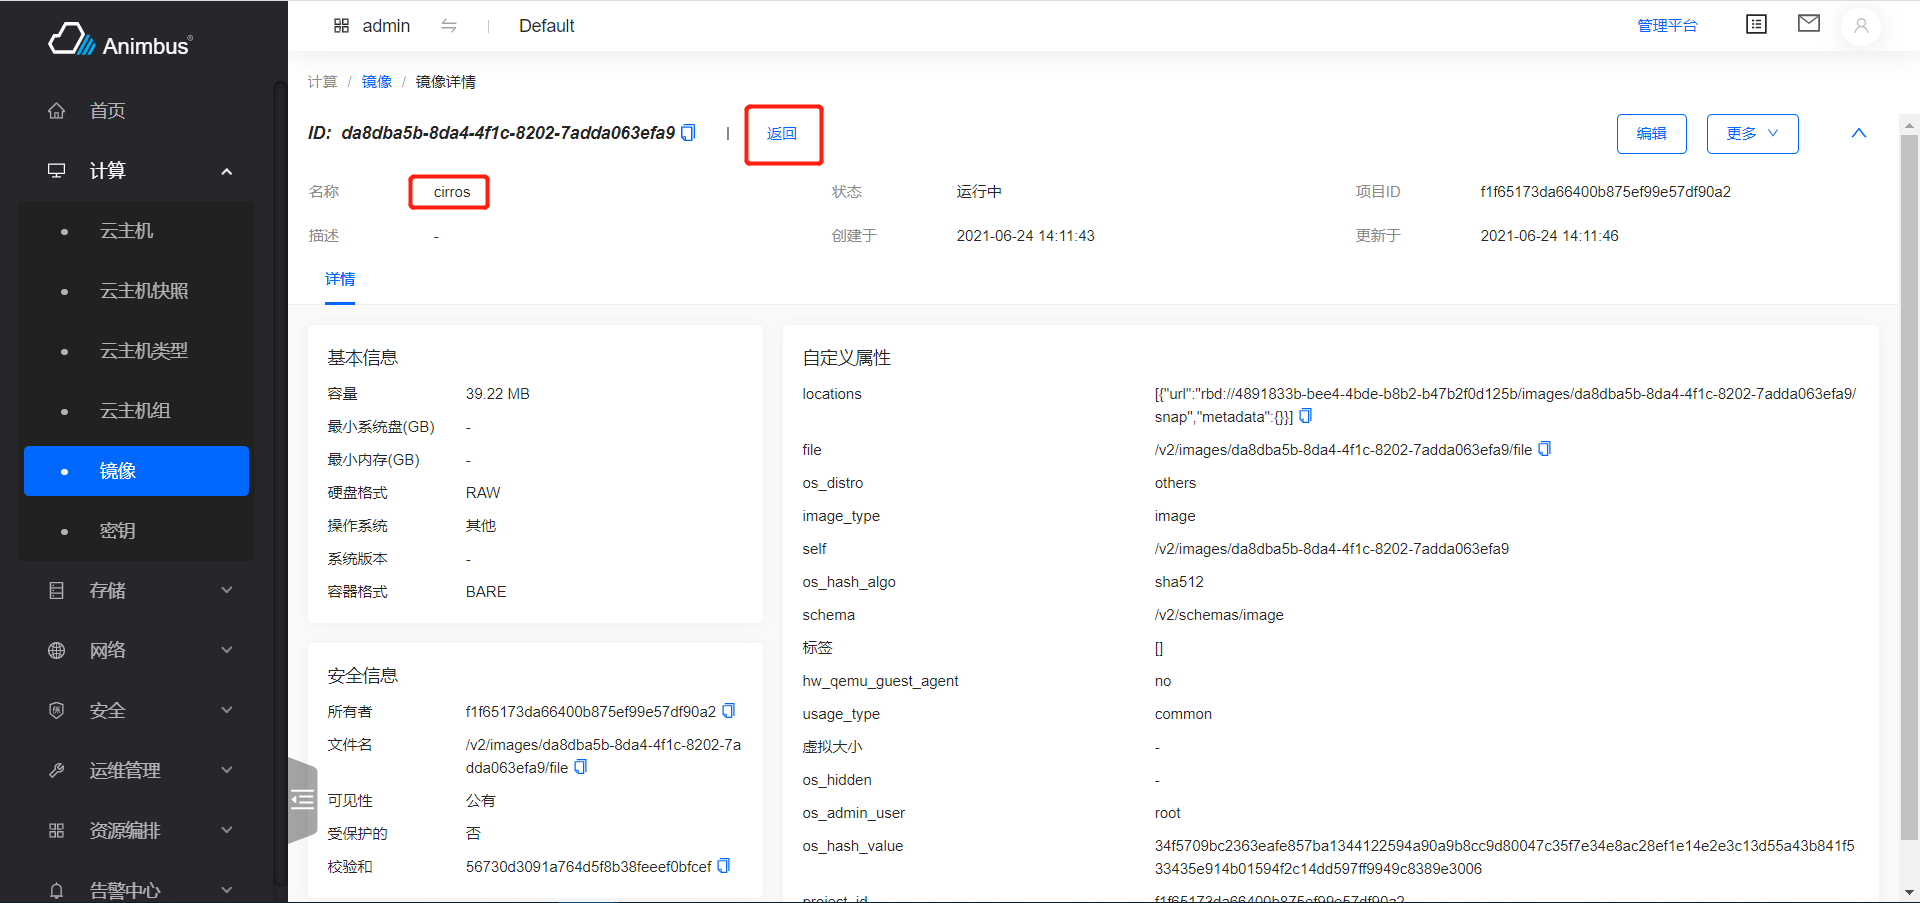 Animbus®
admin
Default
管理平台
首页
计算
云主机
云主机快照
云主机类型
云主机组
镜像
密钥
存储
网络
安全
运维管理
资源编排
告警中心
计算 / 镜像 / 镜像详情
ID: da8dba5b-8da4-4f1c-8202-7adda063efa9
|
返回
编辑
更多
名称 cirros
状态 运行中
项目ID f1f65173da66400b875ef99e57df90a2
描述 -
创建于 2021-06-24 14:11:43
更新于 2021-06-24 14:11:46
详情
基本信息
容量 39.22 MB
最小系统盘(GB) -
最小内存(GB) -
硬盘格式 RAW
操作系统 其他
系统版本 -
容器格式 BARE
安全信息
所有者 f1f65173da66400b875ef99e57df90a2
文件名 /v2/images/da8dba5b-8da4-4f1c-8202-7a
dda063efa9/file
可见性 公有
受保护的 否
校验和 56730d3091a764d5f8b38feeef0bfcef
自定义属性
locations [{"url":"rbd://4891833b-bee4-4bde-b8b2-b47b2f0d125b/images/da8dba5b-8da4-4f1c-8202-7adda063efa9/
snap","metadata":{}}]
file /v2/images/da8dba5b-8da4-4f1c-8202-7adda063efa9/file
os_distro others
image_type image
self /v2/images/da8dba5b-8da4-4f1c-8202-7adda063efa9
os_hash_algo sha512
schema /v2/schemas/image
标签 []
hw_qemu_guest_agent no
usage_type common
虚拟大小 -
os_hidden -
os_admin_user root
os_hash_value 34f5709bc2363eafe857ba1344122594a90a9b8cc9d80047c35f7e34e8ac28ef1e14e2e3c13d55a43b841f5
33435e914b01594f2c14dd597ff9949c8389e3006
project_id f1f65173da66400b875ef99e57df90a2